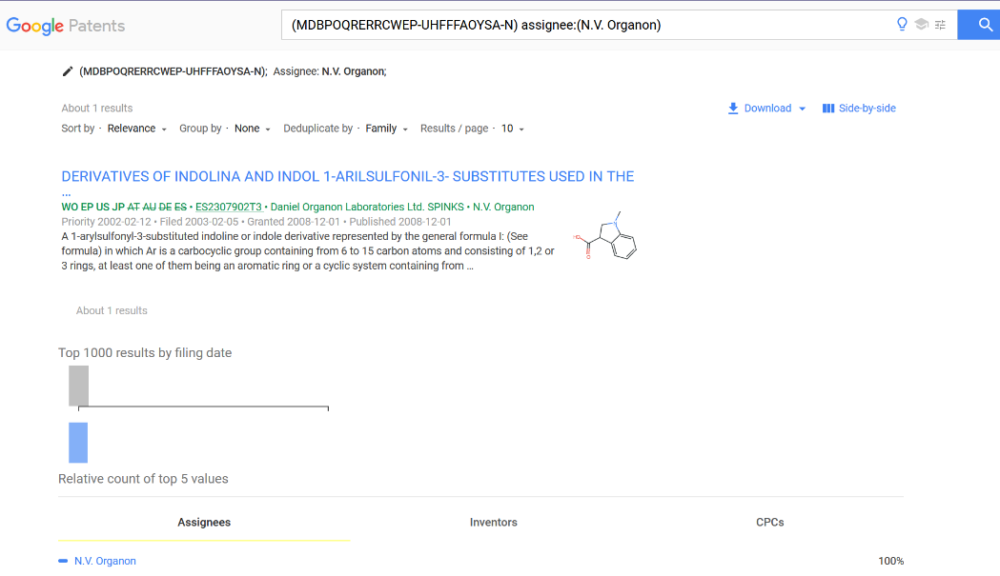 Google Patents
(MDBPOQRERRCWEP-UHFFFAOYSA-N) assignee:(N.V. Organon)
(MDBPOQRERRCWEP-UHFFFAOYSA-N); Assignee: N.V. Organon;
About 1 results
Download
Side-by-side
Sort by · Relevance Group by · None Deduplicate by · Family Results / page · 10
DERIVATIVES OF INDOLINA AND INDOL 1-ARILSULFONIL-3- SUBSTITUTES USED IN THE
...
WO EP US JP AT AU DE ES • ES2307902T3 • Daniel Organon Laboratories Ltd. SPINKS • N.V. Organon
Priority 2002-02-12 • Filed 2003-02-05 • Granted 2008-12-01 • Published 2008-12-01
A 1-arylsulfonyl-3-substituted indoline or indole derivative represented by the general formula I: (See
formula) in which Ar is a carbocyclic group containing from 6 to 15 carbon atoms and consisting of 1,2 or
3 rings, at least one of them being an aromatic ring or a cyclic system containing from ...
N
HO
O
About 1 results
Top 1000 results by filing date
Relative count of top 5 values
Assignees Inventors CPCs
N.V. Organon 100%